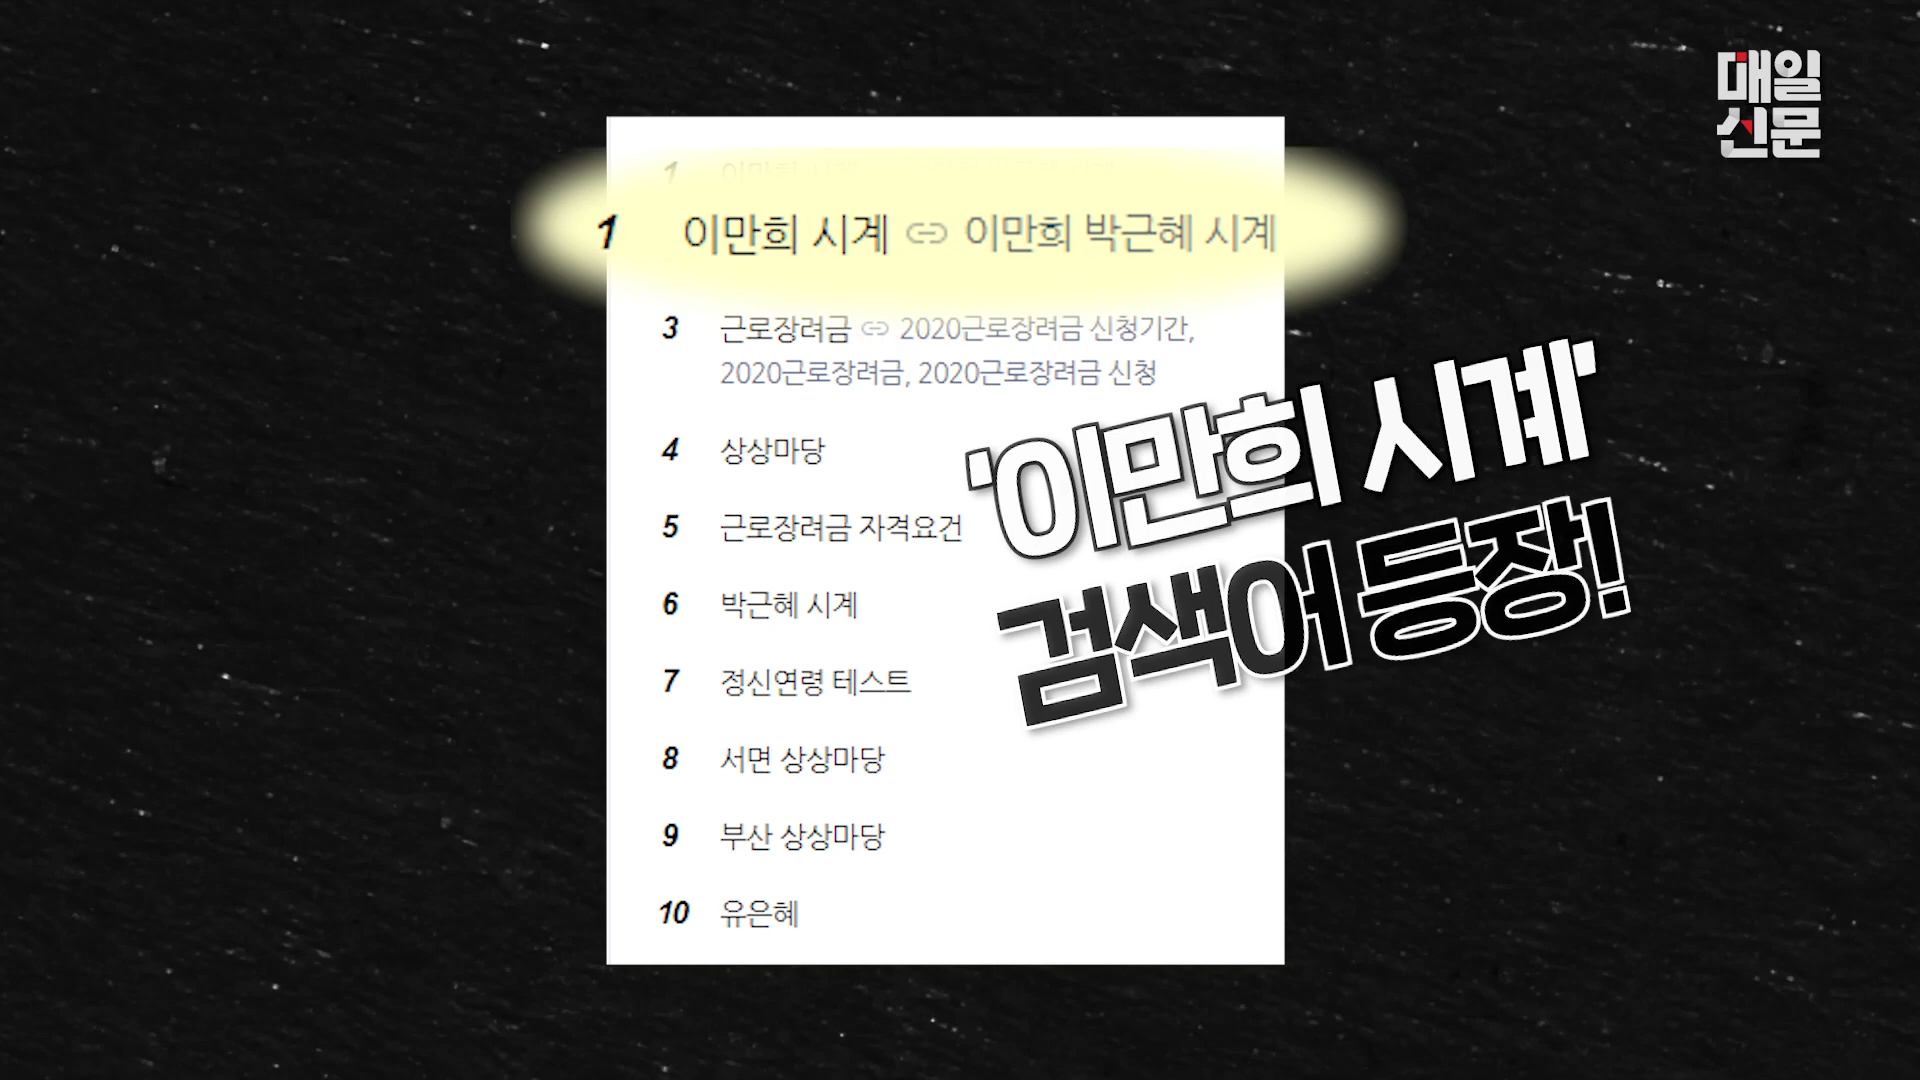 매일
신문
1 이만희 시계 이만희 박근혜 시계
3 근로장려금 2020근로장려금 신청기간,
2020근로장려금, 2020근로장려금 신청
4 상상마당
5 근로장려금 자격요건
6 박근혜 시계
7 정신연령 테스트
8 서면 상상마당
9 부산 상상마당
10 유은혜
'이만희 시계'
검색어 등장!